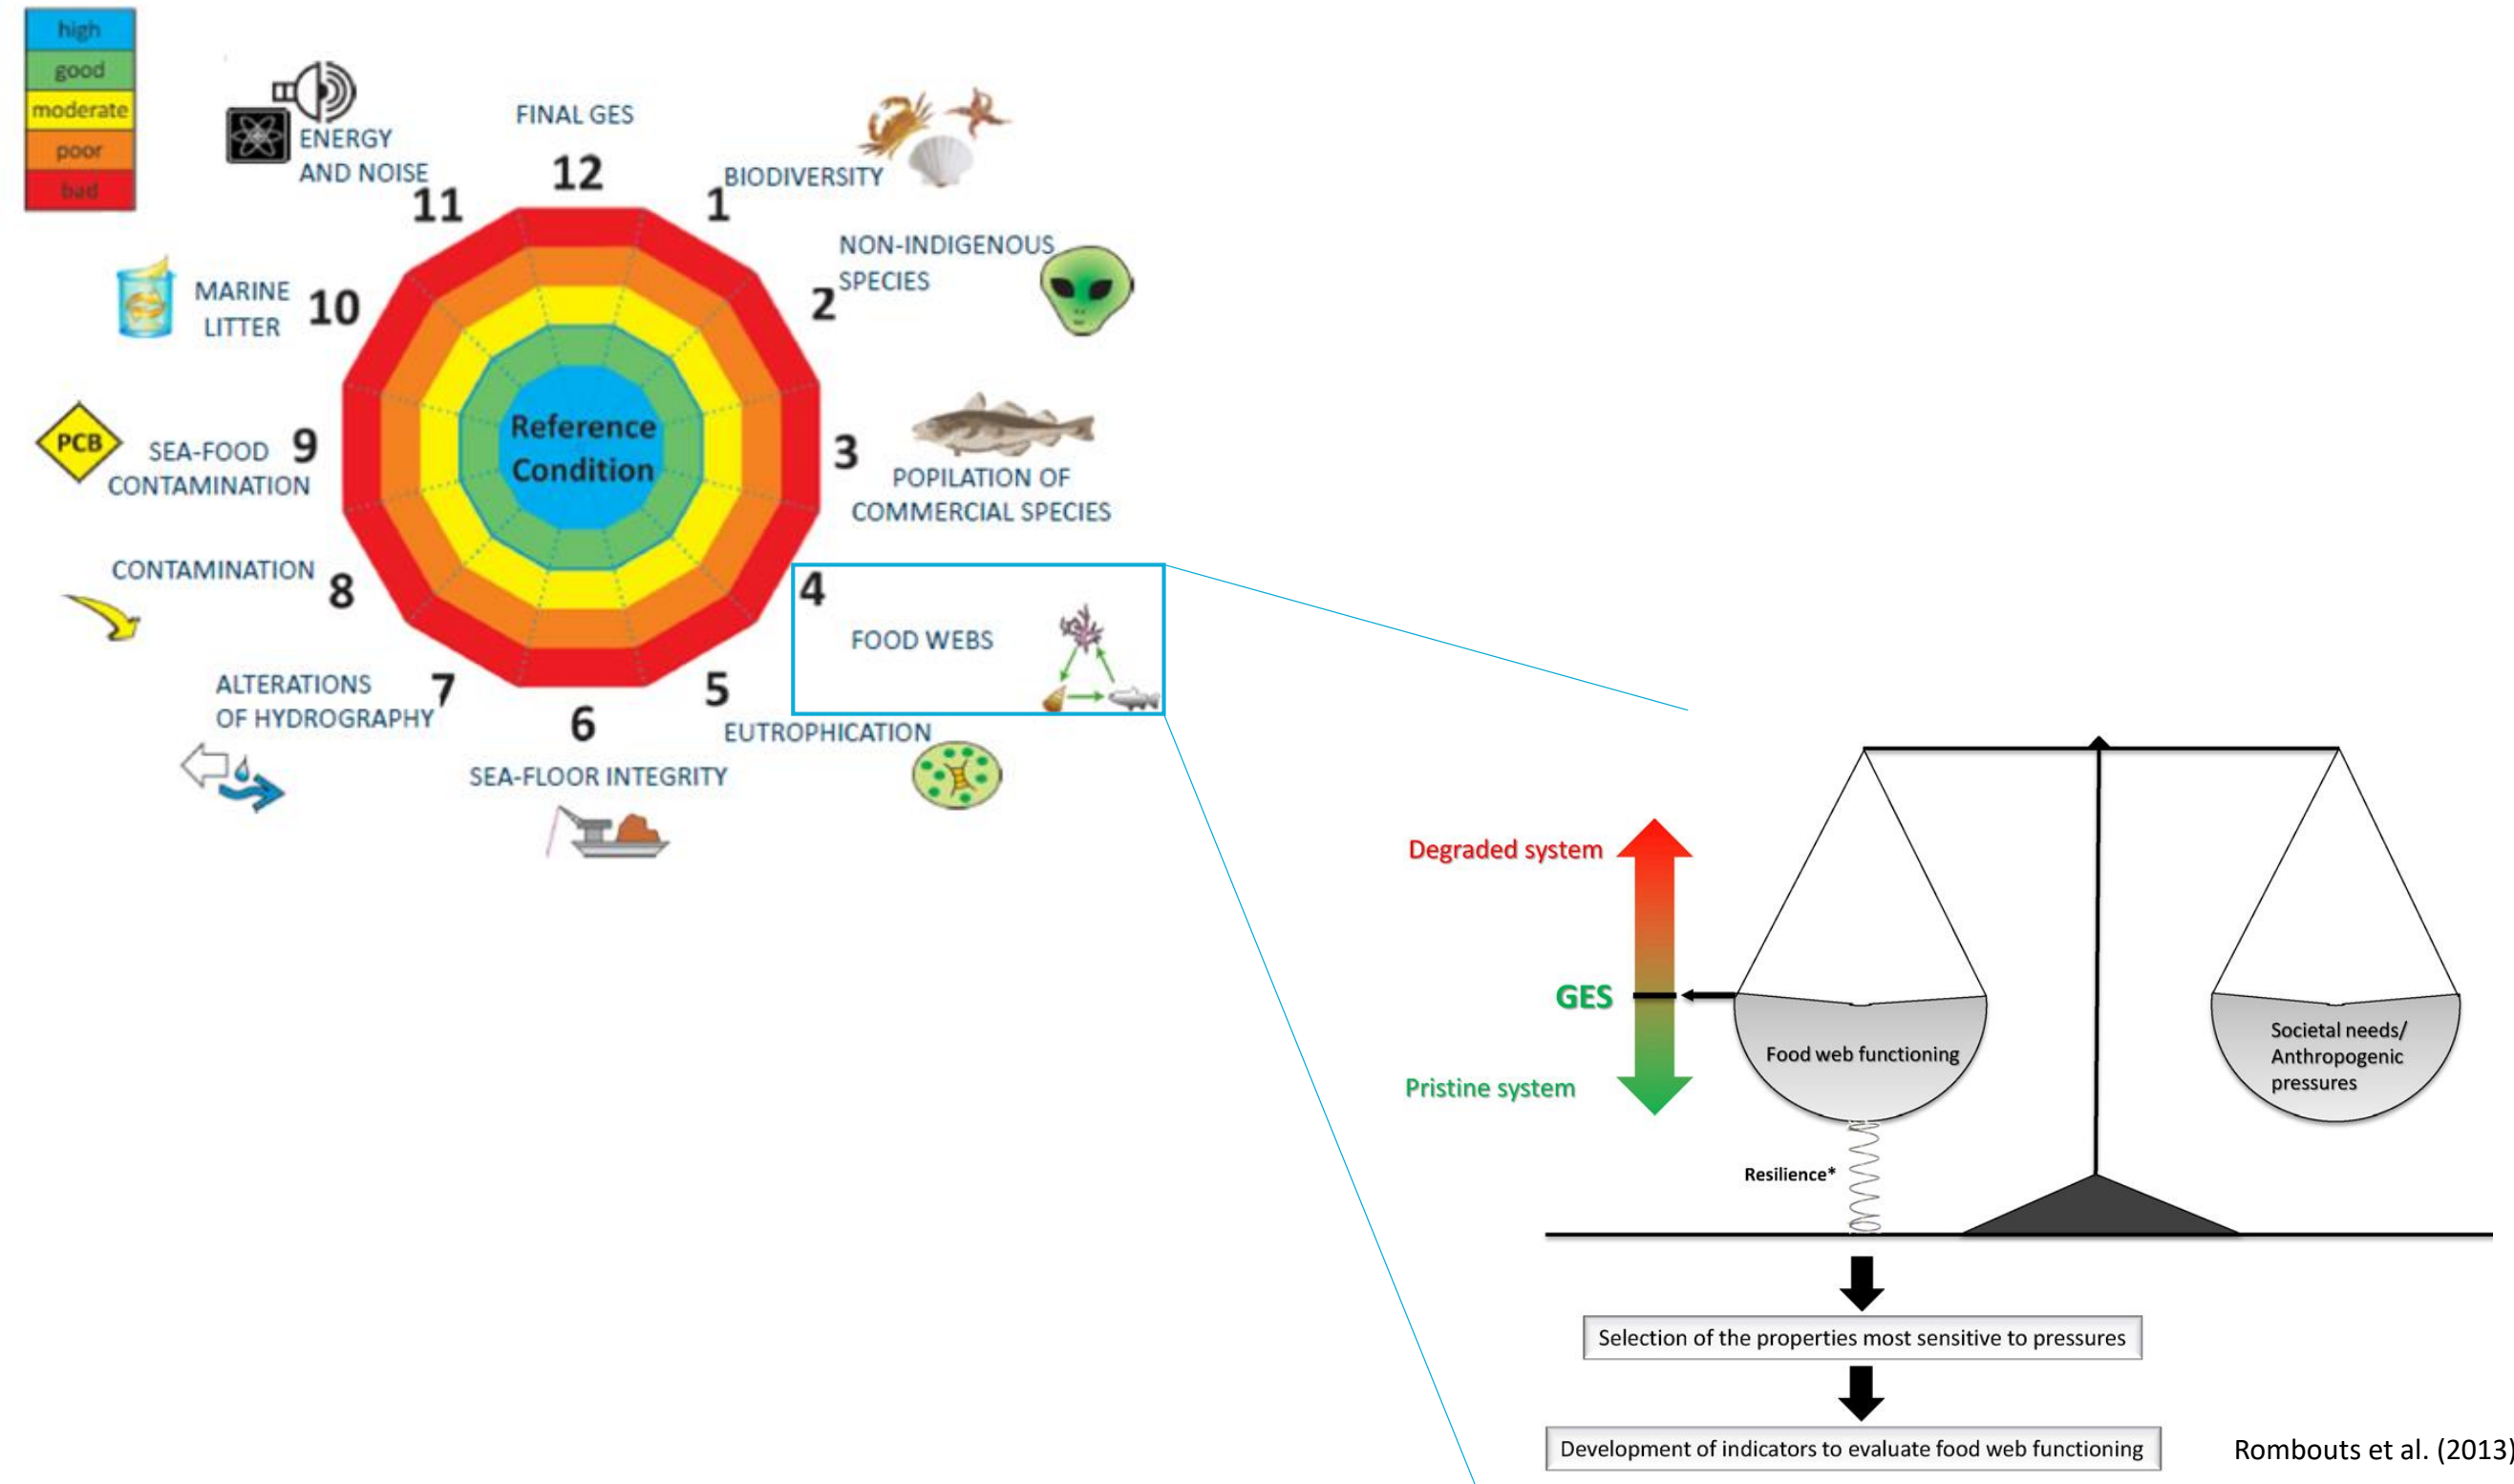 high
good
moderate
poor
bad
ENERGY
AND NOISE
11
FINAL GES
12
1
BIODIVERSITY
NON-INDIGENOUS
SPECIES
2
MARINE
LITTER
10
Reference
Condition
3
POPILATION OF
COMMERCIAL SPECIES
PCB
SEA-FOOD
CONTAMINATION
9
CONTAMINATION
8
4
FOOD WEBS
ALTERATIONS
OF HYDROGRAPHY
7
5
EUTROPHICATION
6
SEA-FLOOR INTEGRITY
Degraded system
GES
Pristine system
Food web functioning
Societal needs/
Anthropogenic
pressures
Resilience*
Selection of the properties most sensitive to pressures
Development of indicators to evaluate food web functioning
Rombouts et al. (2013)